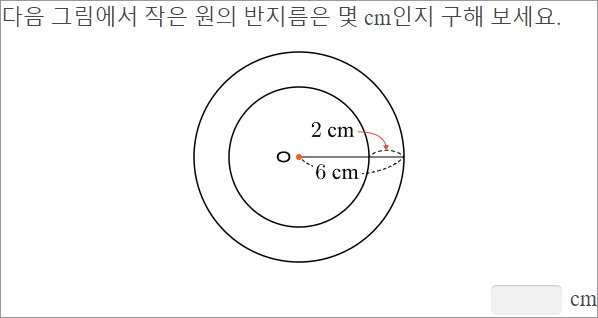 다음 그림에서 작은 원의 반지름은 몇 cm인지 구해 보세요.
2 cm
ㅇ
6 cm
cm